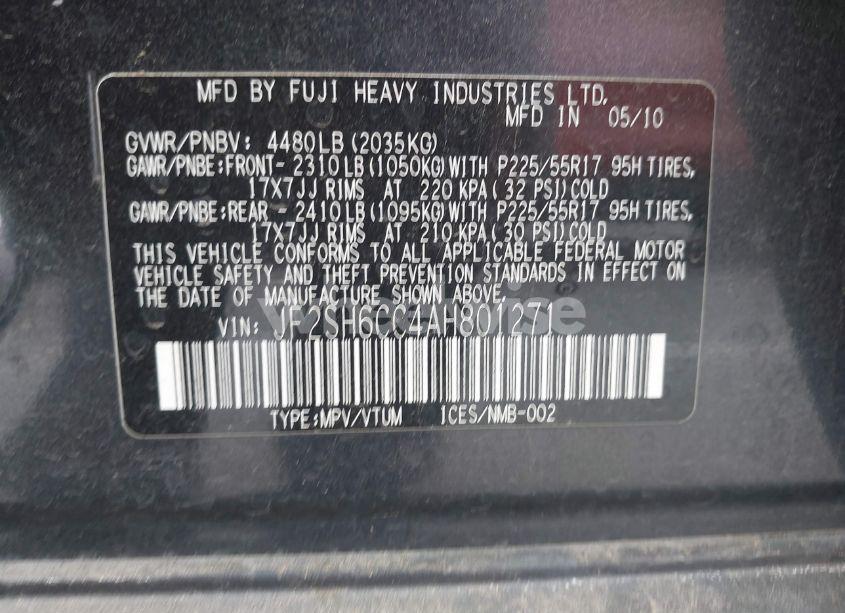 MFD BY FUJI HEAVY INDUSTRIES LTD.
MFD IN 05/10
GVWR/PNBV: 4480LB(2035KG)
GAWR/PNBE:FRONT- 2310LB(1050KG)WITH P225/55R17 95H TIRES,
17X7JJ RIMS AT 220 KPA( 32 PSI)COLD
GAWR/PNBE:REAR - 2410LB(1095KG)WITH P225/55R17 95H TIRES,
17X7JJ RIMS AT 210 KPA( 30 PSI)COLD
THIS VEHICLE CONFORMS TO ALL APPLICABLE FEDERAL MOTOR
VEHICLE SAFETY AND THEFT PREVENTION STANDARDS IN EFFECT ON
THE DATE OF MANUFACTURE SHOWN ABOVE.
VIN: JF2SH6CC4AH801271
TYPE:MPV/VTUM ICES/NMB-002